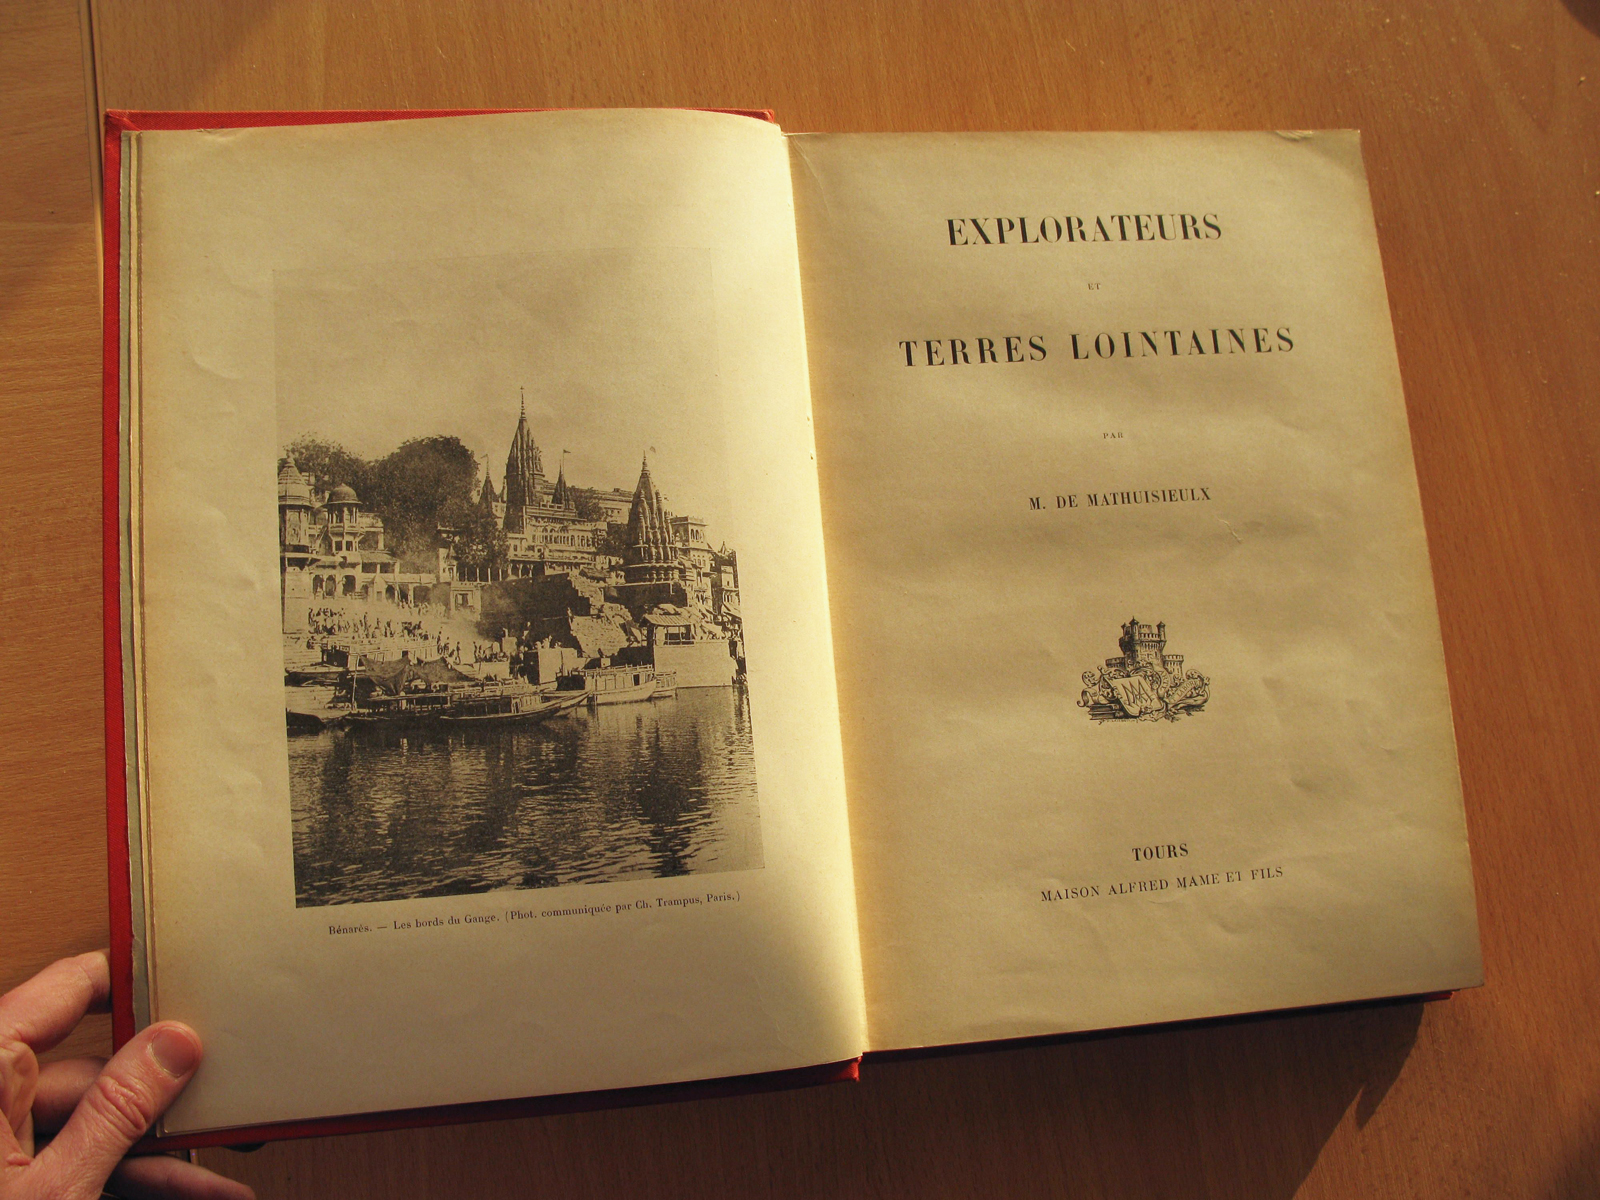 Bénarès. — Les bords du Gange. (Phot. communiquée par Ch. Trampus, Paris.)
EXPLORATEURS
ET
TERRES LOINTAINES
PAR
M. DE MATHUISIEULX
TOURS
MAISON ALFRED MAME ET FILS